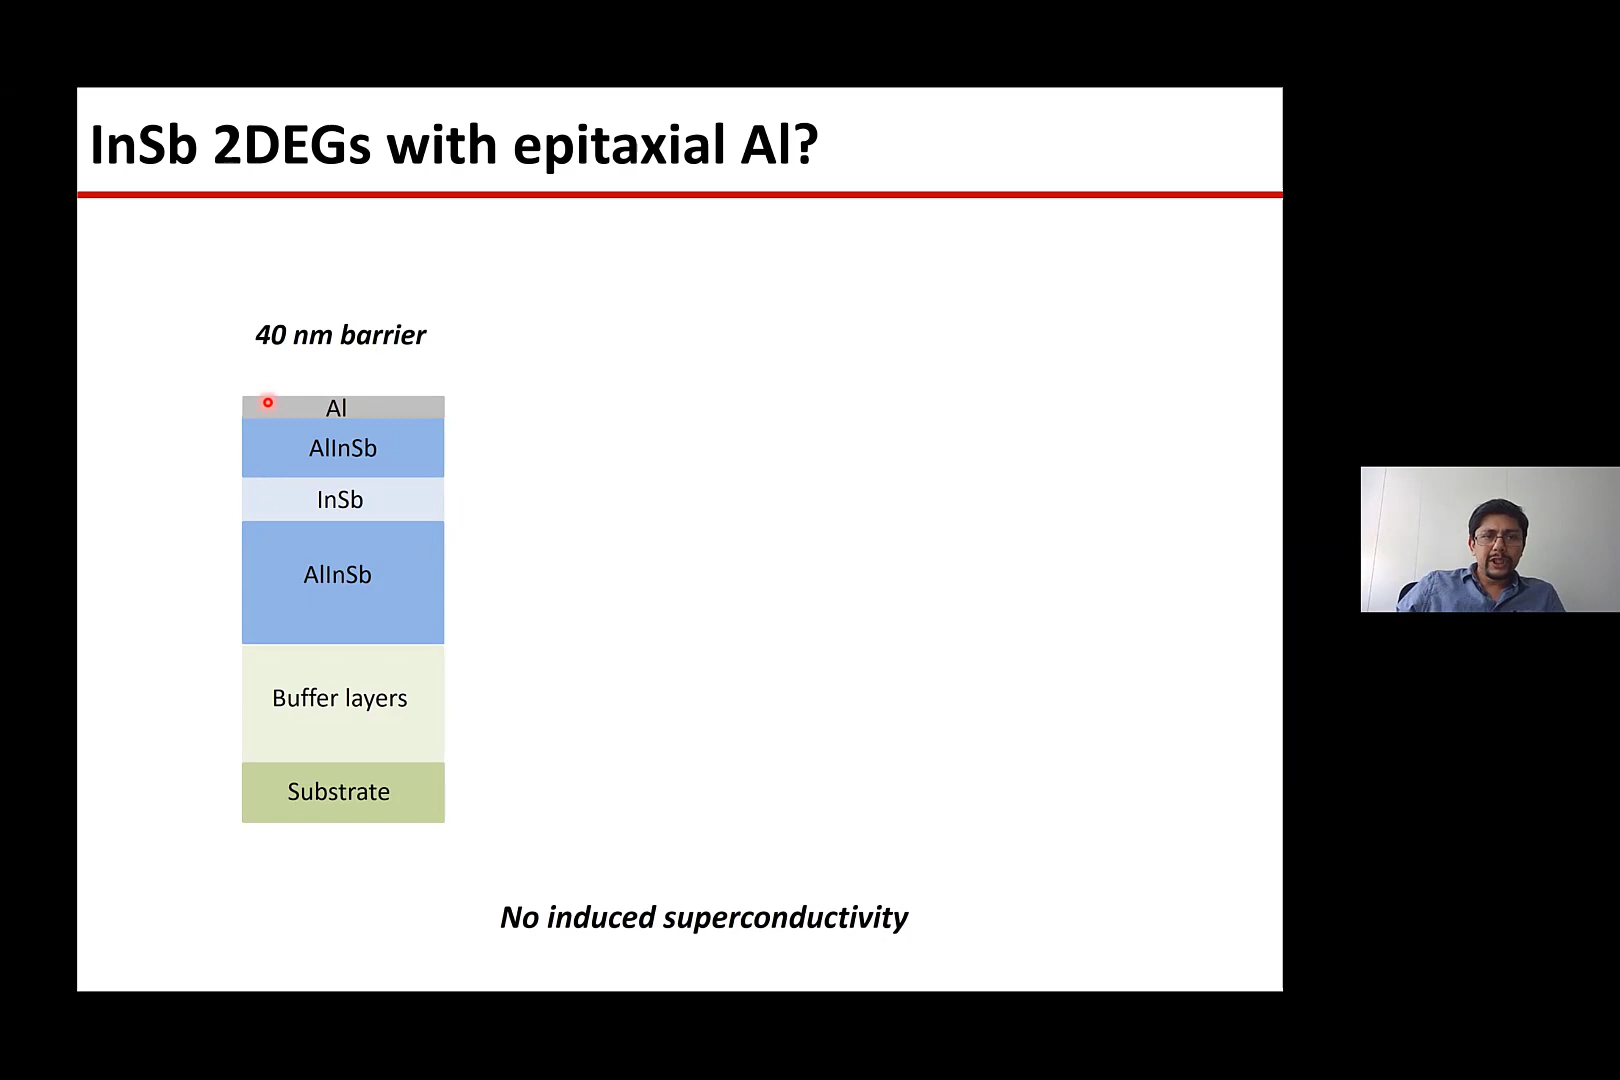 InSb 2DEGs with epitaxial Al?
40 nm barrier
Al
AlInSb
InSb
AlInSb
Buffer layers
Substrate
No induced superconductivity